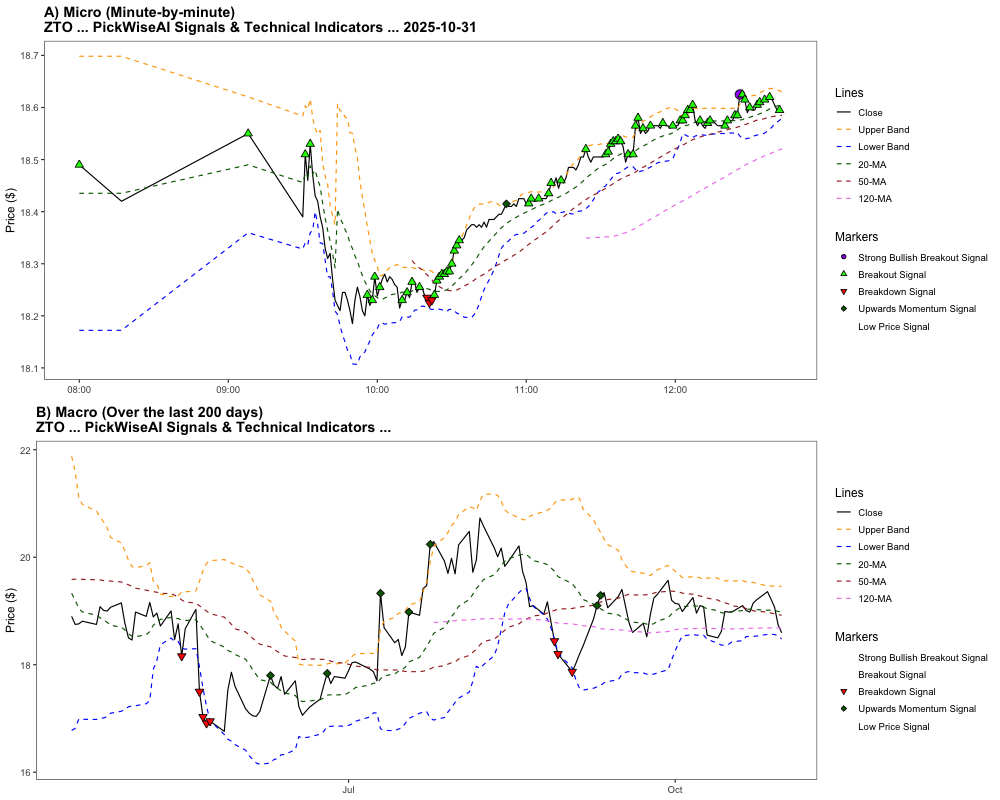 A) Micro (Minute-by-minute)
ZTO ... PickWiseAI Signals & Technical Indicators ... 2025-10-31
Price ($)
18.7
18.6
18.5
18.4
18.3
18.2
18.1
08:00
09:00
10:00
11:00
12:00
Lines
Close
Upper Band
Lower Band
20-MA
50-MA
120-MA
Markers
Strong Bullish Breakout Signal
Breakout Signal
Breakdown Signal
Upwards Momentum Signal
Low Price Signal
B) Macro (Over the last 200 days)
ZTO ... PickWiseAI Signals & Technical Indicators ...
Price ($)
22
20
18
16
Jul
Oct
Lines
Close
Upper Band
Lower Band
20-MA
50-MA
120-MA
Markers
Strong Bullish Breakout Signal
Breakout Signal
Breakdown Signal
Upwards Momentum Signal
Low Price Signal